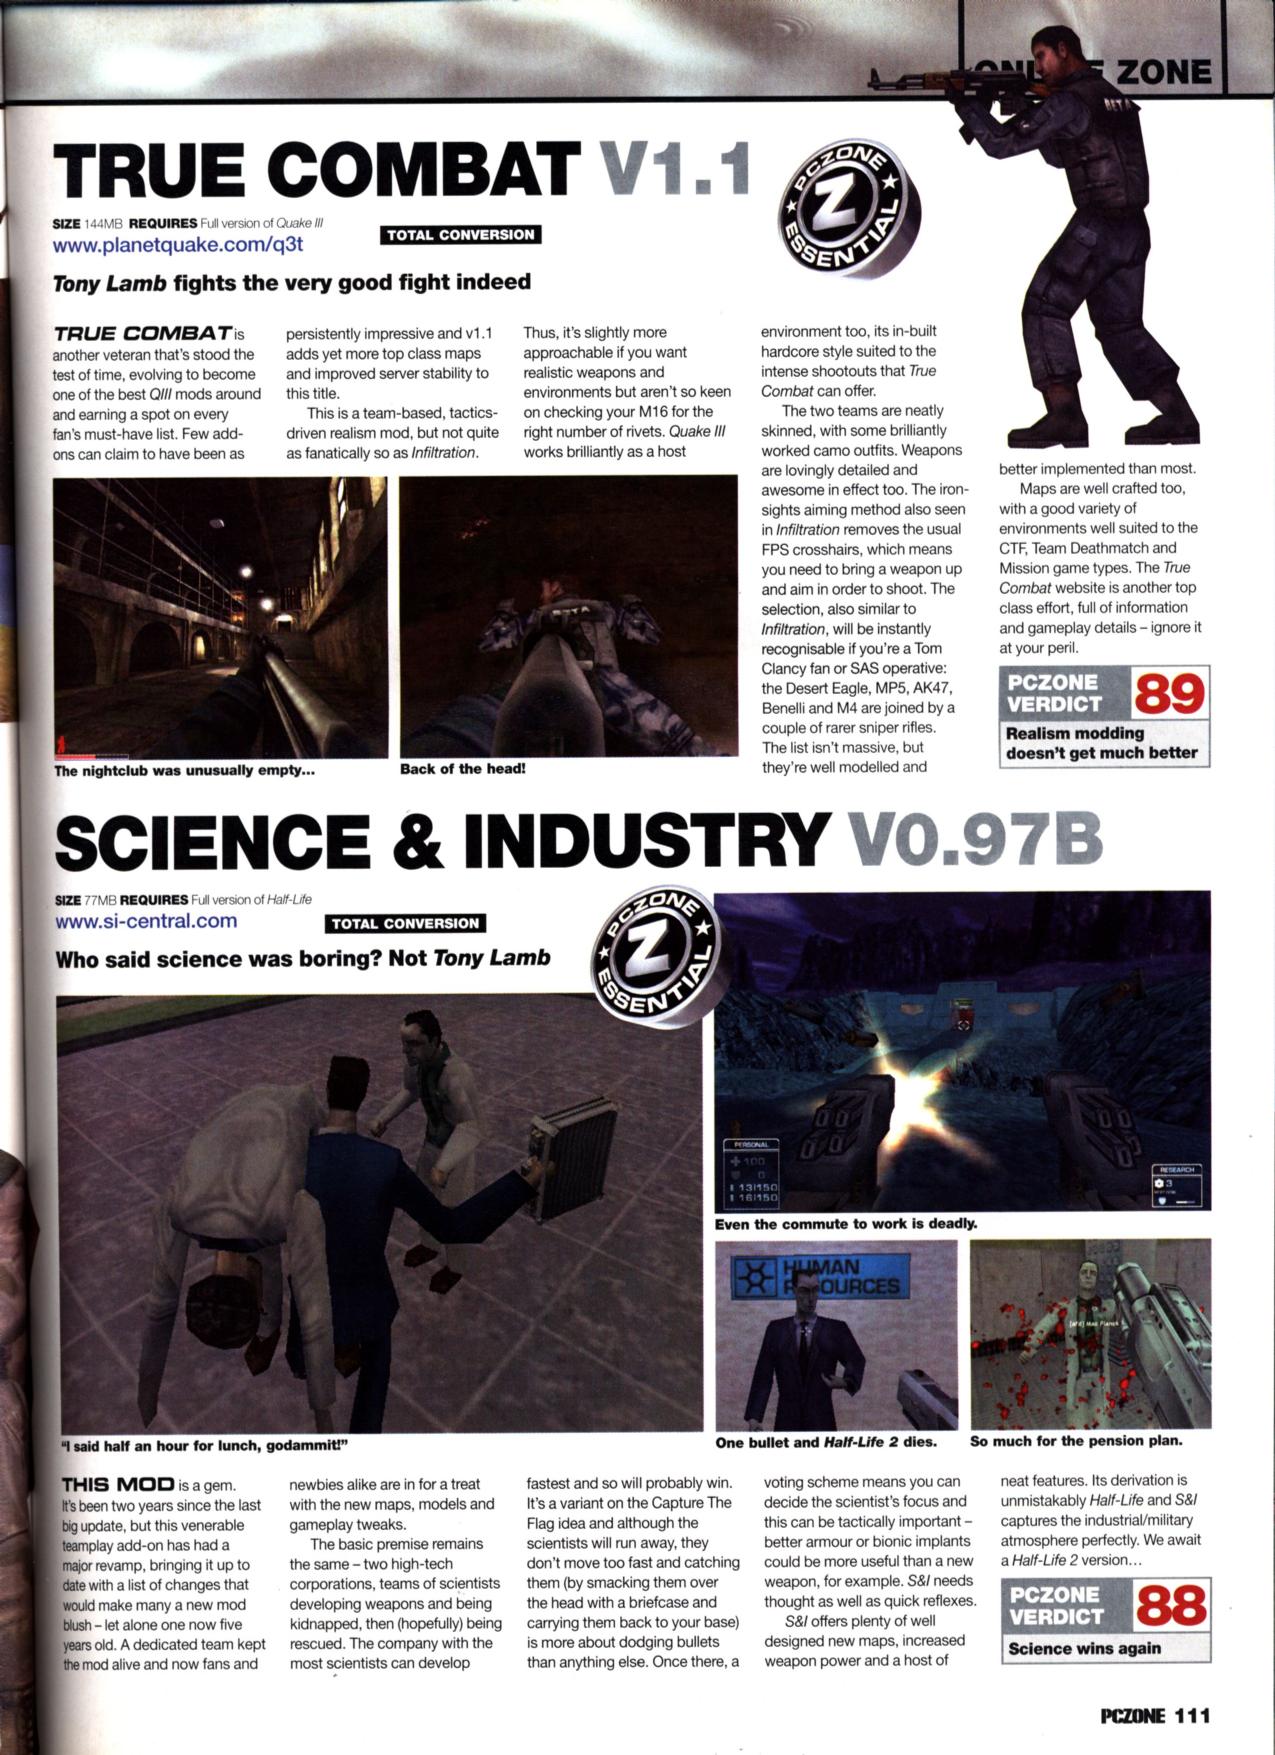 ONLINE ZONE
BETA
TRUE COMBAT V1.1
SIZE 144MB REQUIRES Full version of Quake III
www.planetquake.com/q3t
TOTAL CONVERSION
PCZONE
Z
ESSENTIAL
Tony Lamb fights the very good fight indeed
TRUE COMBAT is
another veteran that's stood the
test of time, evolving to become
one of the best QIII mods around
and earning a spot on every
fan's must-have list. Few add-
ons can claim to have been as
persistently impressive and v1.1
adds yet more top class maps
and improved server stability to
this title.
This is a team-based, tactics-
driven realism mod, but not quite
as fanatically so as Infiltration.
Thus, it's slightly more
approachable if you want
realistic weapons and
environments but aren't so keen
on checking your M16 for the
right number of rivets. Quake III
works brilliantly as a host
environment too, its in-built
hardcore style suited to the
intense shootouts that True
Combat can offer.
The two teams are neatly
skinned, with some brilliantly
worked camo outfits. Weapons
are lovingly detailed and
awesome in effect too. The iron-
sights aiming method also seen
in Infiltration removes the usual
FPS crosshairs, which means
you need to bring a weapon up
and aim in order to shoot. The
selection, also similar to
Infiltration, will be instantly
recognisable if you're a Tom
Clancy fan or SAS operative:
the Desert Eagle, MP5, AK47,
Benelli and M4 are joined by a
couple of rarer sniper rifles.
The list isn't massive, but
they're well modelled and
better implemented than most.
Maps are well crafted too,
with a good variety of
environments well suited to the
CTF, Team Deathmatch and
Mission game types. The True
Combat website is another top
class effort, full of information
and gameplay details – ignore it
at your peril.
BETA
The nightclub was unusually empty...
Back of the head!
PCZONE
VERDICT
89
Realism modding
doesn't get much better
SCIENCE & INDUSTRY V0.97B
SIZE 77MB REQUIRES Full version of Half-Life
www.si-central.com
TOTAL CONVERSION
PCZONE
Z
ESSENTIAL
Who said science was boring? Not Tony Lamb
PERSONAL
100
0
13|150
16|150
RESEARCH
3
Even the commute to work is deadly.
HUMAN
RESOURCES
Max Planck
"I said half an hour for lunch, godammit!"
One bullet and Half-Life 2 dies.
So much for the pension plan.
THIS MOD is a gem.
It's been two years since the last
big update, but this venerable
teamplay add-on has had a
major revamp, bringing it up to
date with a list of changes that
would make many a new mod
blush – let alone one now five
years old. A dedicated team kept
the mod alive and now fans and
newbies alike are in for a treat
with the new maps, models and
gameplay tweaks.
The basic premise remains
the same – two high-tech
corporations, teams of scientists
developing weapons and being
kidnapped, then (hopefully) being
rescued. The company with the
most scientists can develop
fastest and so will probably win.
It's a variant on the Capture The
Flag idea and although the
scientists will run away, they
don't move too fast and catching
them (by smacking them over
the head with a briefcase and
carrying them back to your base)
is more about dodging bullets
than anything else. Once there, a
voting scheme means you can
decide the scientist's focus and
this can be tactically important –
better armour or bionic implants
could be more useful than a new
weapon, for example. S&I needs
thought as well as quick reflexes.
S&I offers plenty of well
designed new maps, increased
weapon power and a host of
neat features. Its derivation is
unmistakably Half-Life and S&I
captures the industrial/military
atmosphere perfectly. We await
a Half-Life 2 version...
PCZONE
VERDICT
88
Science wins again
PCZONE 111